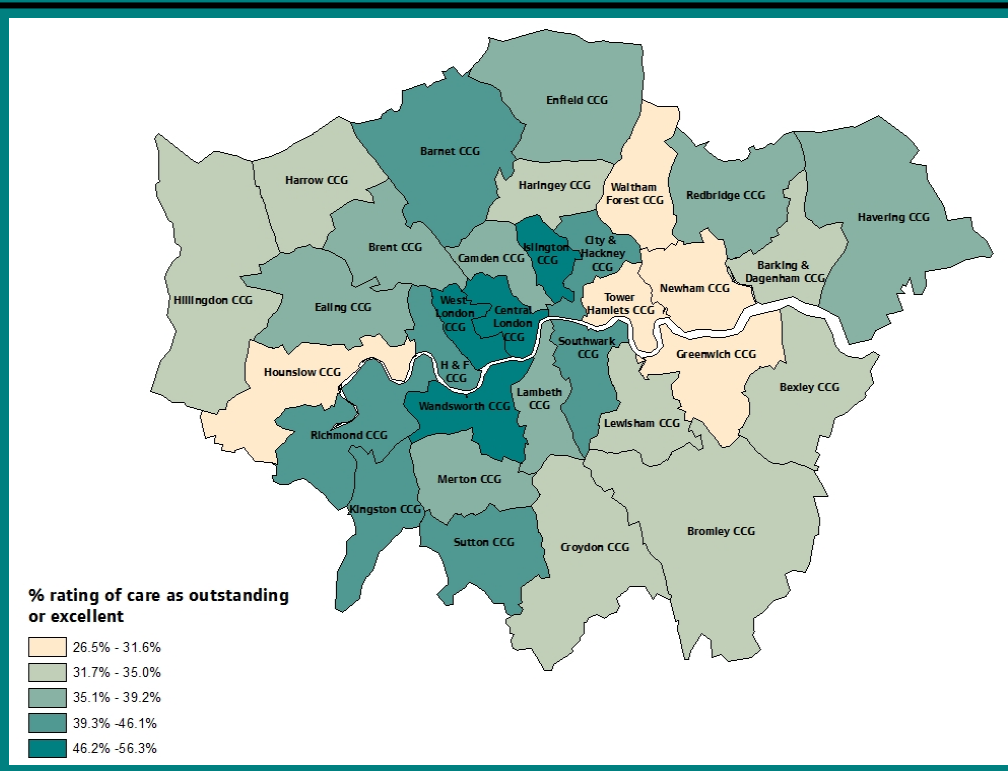 Enfield CCG
Barnet CCG
Harrow CCG
Haringey CCG
Waltham
Forest CCG
Redbridge CCG
Havering CCG
Brent CCG
Camden CCG
Islington
CCG
City &
Hackney
CCG
Barking &
Dagenham CCG
Hillingdon CCG
Ealing CCG
West
London
CCG
Central
London
CCG
Tower
Hamlets CCG
Newham CCG
Southwark
CCG
Greenwich CCG
Hounslow CCG
H & F
CCG
Bexley CCG
Wandsworth CCG
Lambeth
CCG
Lewisham CCG
Richmond CCG
Merton CCG
Kingston CCG
Sutton CCG
Croydon CCG
Bromley CCG
% rating of care as outstanding
or excellent
26.5% - 31.6%
31.7% - 35.0%
35.1% - 39.2%
39.3% -46.1%
46.2% -56.3%